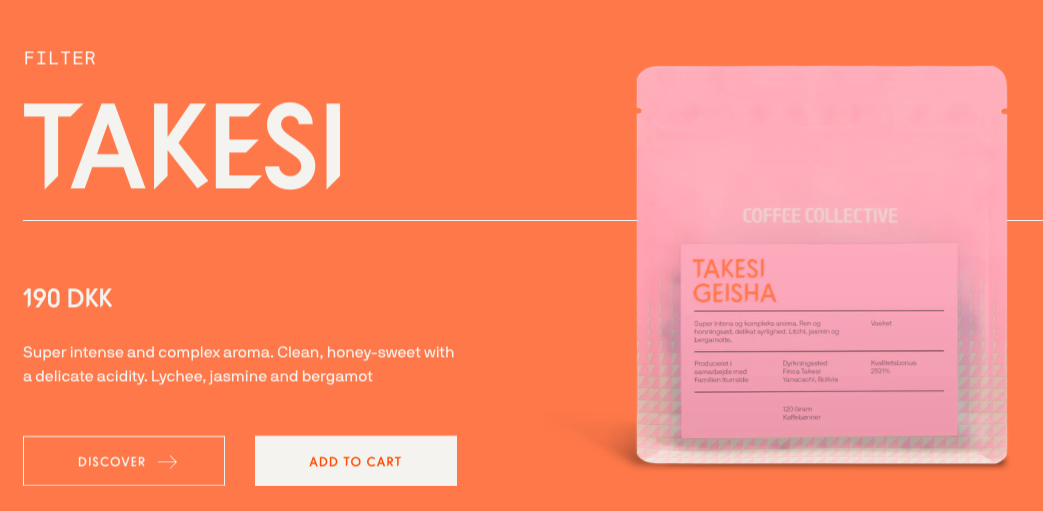 FILTER
TAKESI
190 DKK
Super intense and complex aroma. Clean, honey-sweet with
a delicate acidity. Lychee, jasmine and bergamot
DISCOVER
ADD TO CART
COFFEE COLLECTIVE
TAKESI
GEISHA
Super intens og kompleks aroma. Ren og
honningsød, delikat syrlighed. Litchi, jasmin og
bergamotte.
Vasket
Produceret i
samarbejde med
Familien Iturralde
Dyrkningssted:
Finca Takesi
Yanacachi, Bolivia
Kvalitetsbonus
2921%
120 Gram
Kaffebønner